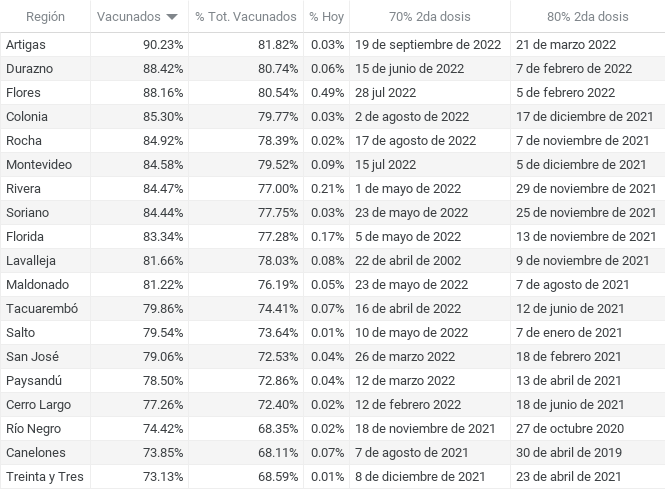 Región Vacunados % Tot. Vacunados % Hoy 70% 2da dosis 80% 2da dosis
Artigas 90.23% 81.82% 0.03% 19 de septiembre de 2022 21 de marzo 2022
Durazno 88.42% 80.74% 0.06% 15 de junio de 2022 7 de febrero de 2022
Flores 88.16% 80.54% 0.49% 28 jul 2022 5 de febrero 2022
Colonia 85.30% 79.77% 0.03% 2 de agosto de 2022 17 de diciembre de 2021
Rocha 84.92% 78.39% 0.02% 17 de agosto de 2022 7 de noviembre de 2021
Montevideo 84.58% 79.52% 0.09% 15 jul 2022 5 de diciembre de 2021
Rivera 84.47% 77.00% 0.21% 1 de mayo de 2022 29 de noviembre de 2021
Soriano 84.44% 77.75% 0.03% 23 de mayo de 2022 25 de noviembre de 2021
Florida 83.34% 77.28% 0.17% 5 de mayo de 2022 13 de noviembre de 2021
Lavalleja 81.66% 78.03% 0.08% 22 de abril de 2002 9 de noviembre de 2021
Maldonado 81.22% 76.19% 0.05% 23 de mayo de 2022 7 de agosto de 2021
Tacuarembó 79.86% 74.41% 0.07% 16 de abril de 2022 12 de junio de 2021
Salto 79.54% 73.64% 0.01% 10 de mayo de 2022 7 de enero de 2021
San José 79.06% 72.53% 0.04% 26 de marzo 2022 18 de febrero 2021
Paysandú 78.50% 72.86% 0.04% 12 de marzo 2022 13 de abril de 2021
Cerro Largo 77.26% 72.40% 0.02% 12 de febrero 2022 18 de junio de 2021
Río Negro 74.42% 68.35% 0.02% 18 de noviembre de 2021 27 de octubre 2020
Canelones 73.85% 68.11% 0.07% 7 de agosto de 2021 30 de abril de 2019
Treinta y Tres 73.13% 68.59% 0.01% 8 de diciembre de 2021 23 de abril de 2021